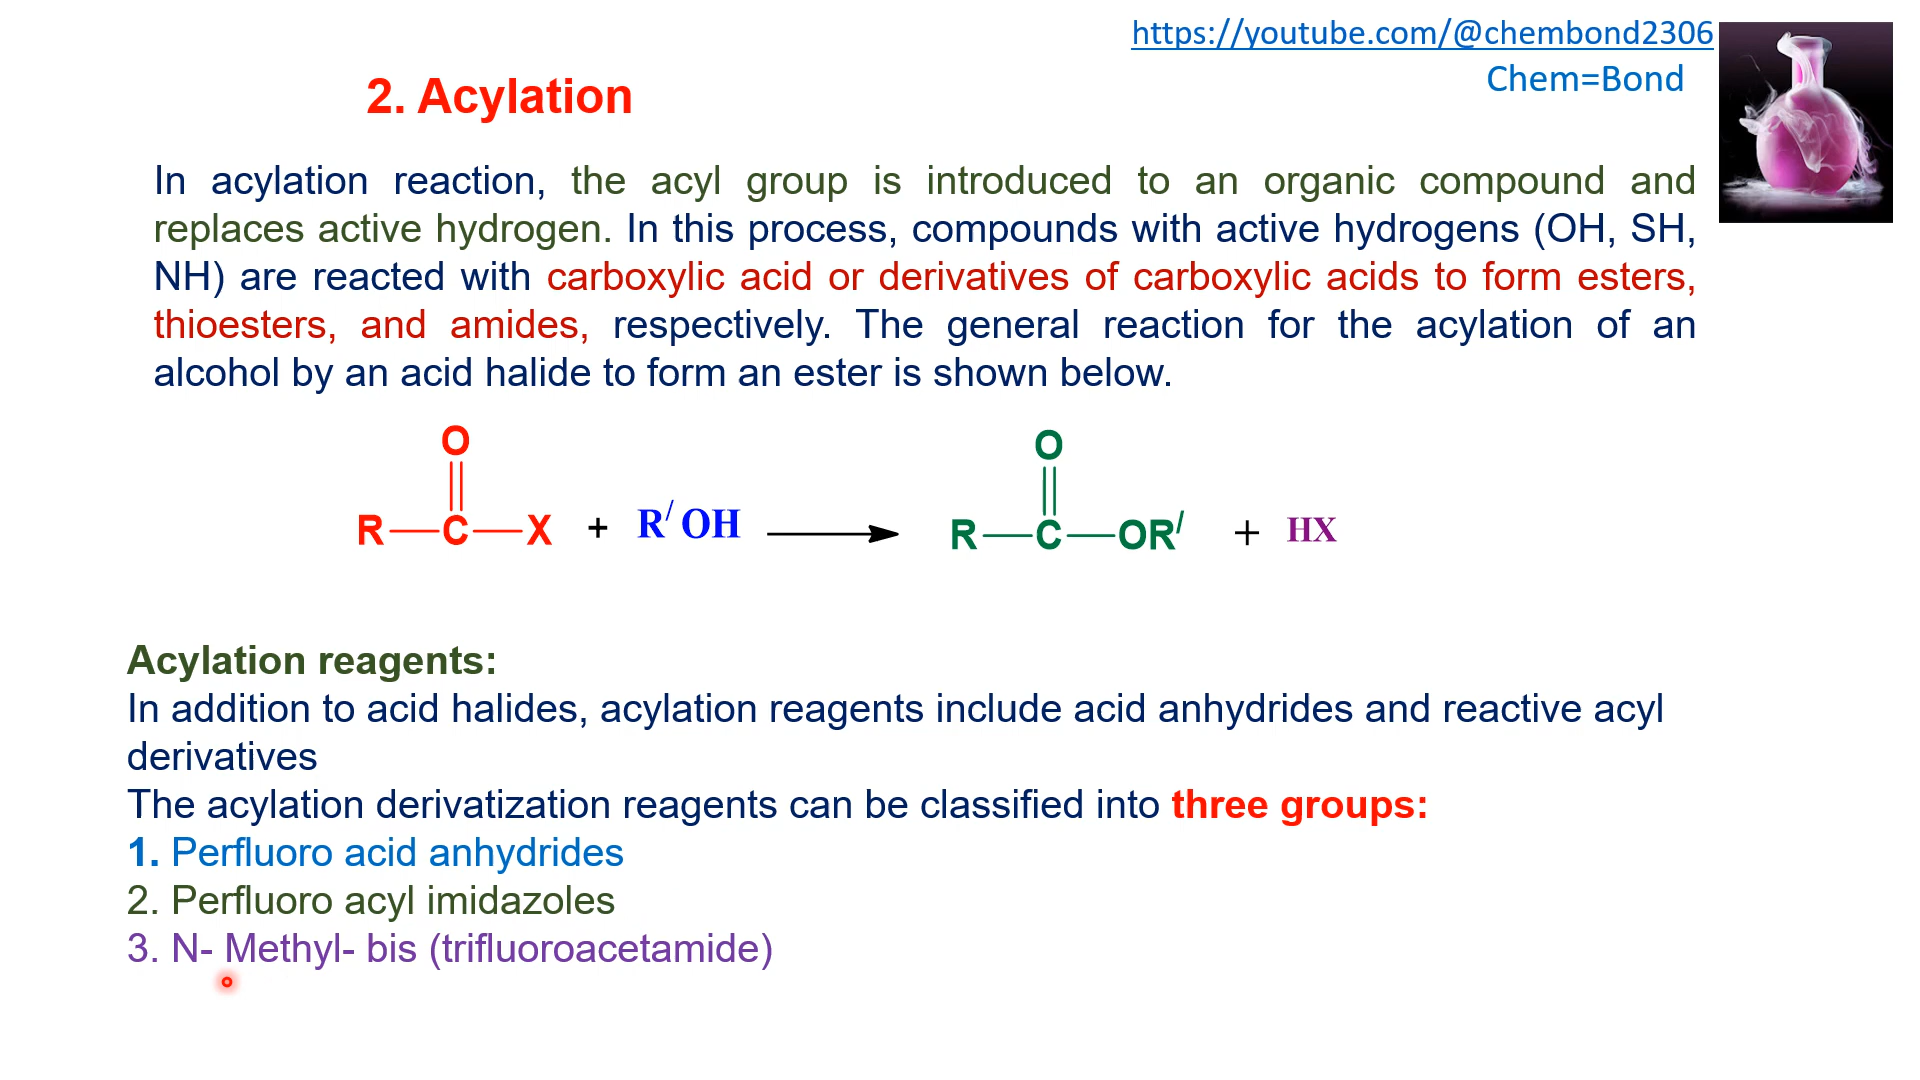 https://youtube.com/@chembond2306
Chem=Bond
2. Acylation
In acylation reaction, the acyl group is introduced to an organic compound and
replaces active hydrogen. In this process, compounds with active hydrogens (OH, SH,
NH) are reacted with carboxylic acid or derivatives of carboxylic acids to form esters,
thioesters, and amides, respectively. The general reaction for the acylation of an
alcohol by an acid halide to form an ester is shown below.
O O
R—C—X + R/ OH R—C—OR/ + HX
Acylation reagents:
In addition to acid halides, acylation reagents include acid anhydrides and reactive acyl
derivatives
The acylation derivatization reagents can be classified into three groups:
1. Perfluoro acid anhydrides
2. Perfluoro acyl imidazoles
3. N- Methyl- bis (trifluoroacetamide)